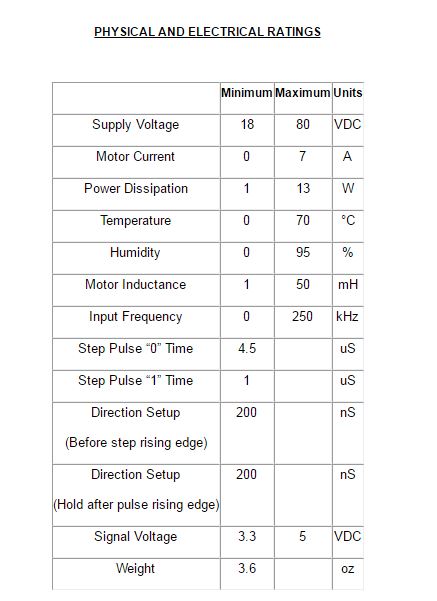 PHYSICAL AND ELECTRICAL RATINGS
Minimum Maximum Units
Supply Voltage 18 80 VDC
Motor Current 0 7 A
Power Dissipation 1 13 W
Temperature 0 70 °C
Humidity 0 95 %
Motor Inductance 1 50 mH
Input Frequency 0 250 kHz
Step Pulse “0” Time 4.5 uS
Step Pulse “1” Time 1 uS
Direction Setup 200 nS
(Before step rising edge)
Direction Setup 200 nS
(Hold after pulse rising edge)
Signal Voltage 3.3 5 VDC
Weight 3.6 oz